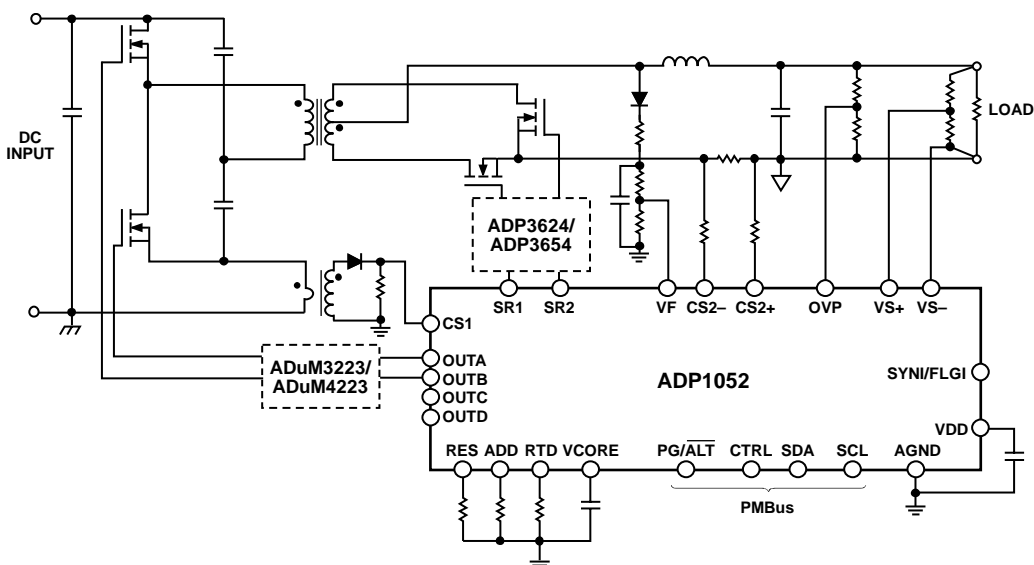 DC
INPUT
LOAD
ADP3624/
ADP3654
SR1 SR2 VF CS2– CS2+ OVP VS+ VS–
CS1
ADuM3223/
ADuM4223
OUTA
OUTB
OUTC
OUTD
ADP1052
SYNI/FLGI
VDD
RES ADD RTD VCORE PG/ALT CTRL SDA SCL AGND
PMBus